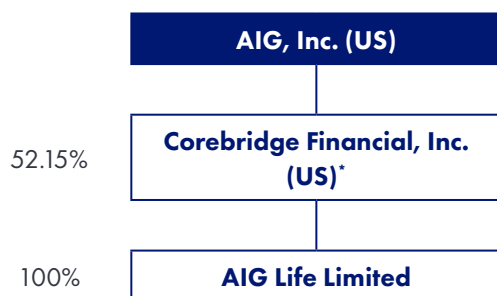 AIG, Inc. (US)
52.15%
Corebridge Financial, Inc.
(US)*
100%
AIG Life Limited